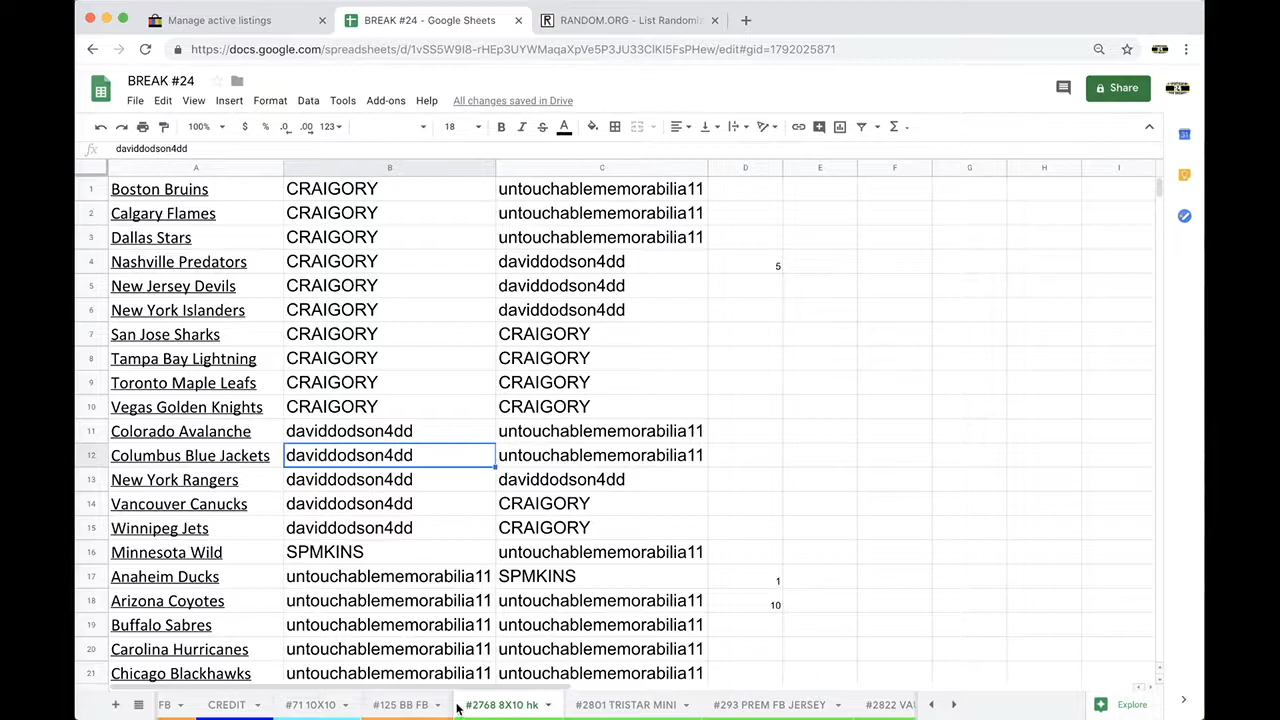 Manage active listings × BREAK #24 - Google Sheets × RANDOM.ORG - List Randomi × +
https://docs.google.com/spreadsheets/d/1vSS5W9I8-rHEp3UYWMaqaXpVe5P3JU33ClKI5FsPHew/edit#gid=1792025871
BREAK #24
File Edit View Insert Format Data Tools Add-ons Help All changes saved in Drive
Share
100% $ % .0 .00 123 18 B I S A
fx daviddodson4dd
A B C D E F G H I
1 Boston Bruins CRAIGORY untouchablememorabilia11
2 Calgary Flames CRAIGORY untouchablememorabilia11
3 Dallas Stars CRAIGORY untouchablememorabilia11
4 Nashville Predators CRAIGORY daviddodson4dd 5
5 New Jersey Devils CRAIGORY daviddodson4dd
6 New York Islanders CRAIGORY daviddodson4dd
7 San Jose Sharks CRAIGORY CRAIGORY
8 Tampa Bay Lightning CRAIGORY CRAIGORY
9 Toronto Maple Leafs CRAIGORY CRAIGORY
10 Vegas Golden Knights CRAIGORY CRAIGORY
11 Colorado Avalanche daviddodson4dd untouchablememorabilia11
12 Columbus Blue Jackets daviddodson4dd untouchablememorabilia11
13 New York Rangers daviddodson4dd daviddodson4dd
14 Vancouver Canucks daviddodson4dd CRAIGORY
15 Winnipeg Jets daviddodson4dd CRAIGORY
16 Minnesota Wild SPMKINS untouchablememorabilia11
17 Anaheim Ducks untouchablememorabilia11 SPMKINS 1
18 Arizona Coyotes untouchablememorabilia11 untouchablememorabilia11 10
19 Buffalo Sabres untouchablememorabilia11 untouchablememorabilia11
20 Carolina Hurricanes untouchablememorabilia11 untouchablememorabilia11
21 Chicago Blackhawks untouchablememorabilia11 untouchablememorabilia11
FB CREDIT #71 10X10 #125 BB FB #2768 8X10 hk #2801 TRISTAR MINI #293 PREM FB JERSEY #2822 VAU Explore